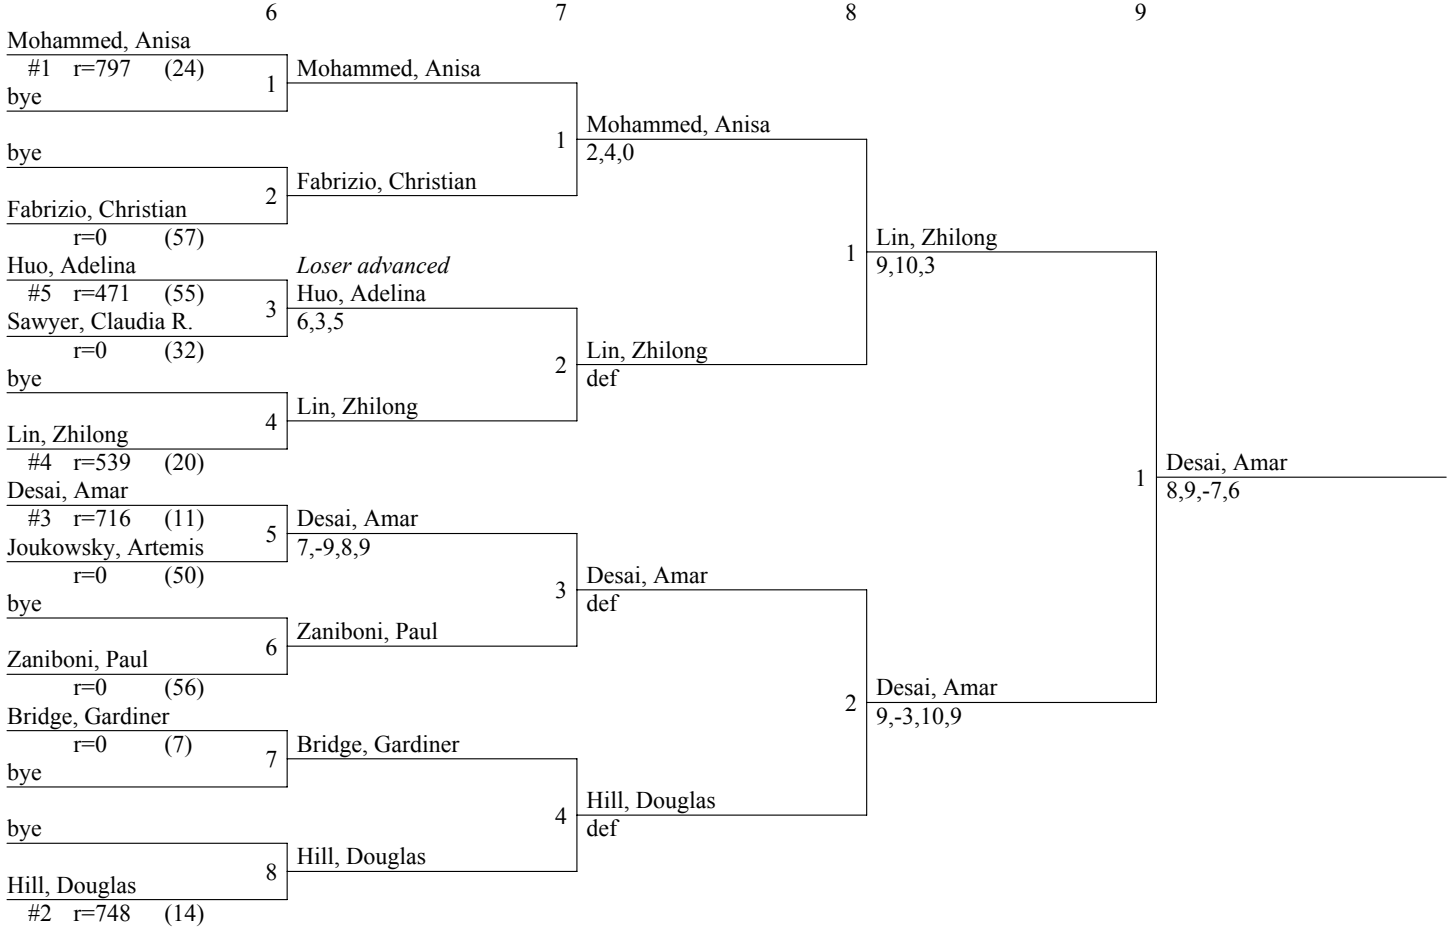 6 7 8 9
Mohammed, Anisa
#1 r=797 (24)
1
Mohammed, Anisa
bye
1
Mohammed, Anisa
2,4,0
bye
2
Fabrizio, Christian
Fabrizio, Christian
r=0 (57)
1
Lin, Zhilong
9,10,3
Huo, Adelina
#5 r=471 (55)
3
Loser advanced
Huo, Adelina
6,3,5
Sawyer, Claudia R.
r=0 (32)
2
Lin, Zhilong
def
bye
4
Lin, Zhilong
Lin, Zhilong
#4 r=539 (20)
1
Desai, Amar
8,9,-7,6
Desai, Amar
#3 r=716 (11)
5
Desai, Amar
7,-9,8,9
Joukowsky, Artemis
r=0 (50)
3
Desai, Amar
def
bye
6
Zaniboni, Paul
Zaniboni, Paul
r=0 (56)
2
Desai, Amar
9,-3,10,9
Bridge, Gardiner
r=0 (7)
7
Bridge, Gardiner
bye
4
Hill, Douglas
def
bye
8
Hill, Douglas
Hill, Douglas
#2 r=748 (14)